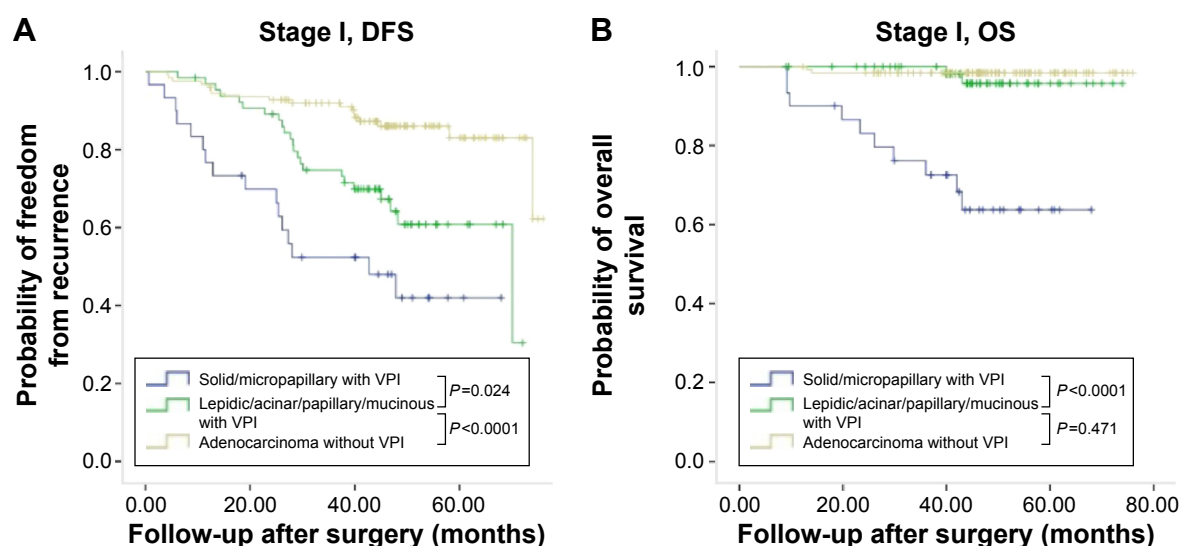 A
Stage I, DFS
Probability of freedom
from recurrence
1.0
0.8
0.6
0.4
0.2
0.0
Solid/micropapillary with VPI
Lepidic/acinar/papillary/mucinous
with VPI
Adenocarcinoma without VPI
P=0.024
P<0.0001
0.00 20.00 40.00 60.00
Follow-up after surgery (months)
B
Stage I, OS
Probability of overall
survival
1.0
0.8
0.6
0.4
0.2
0.0
Solid/micropapillary with VPI
Lepidic/acinar/papillary/mucinous
with VPI
Adenocarcinoma without VPI
P<0.0001
P=0.471
0.00 20.00 40.00 60.00 80.00
Follow-up after surgery (months)